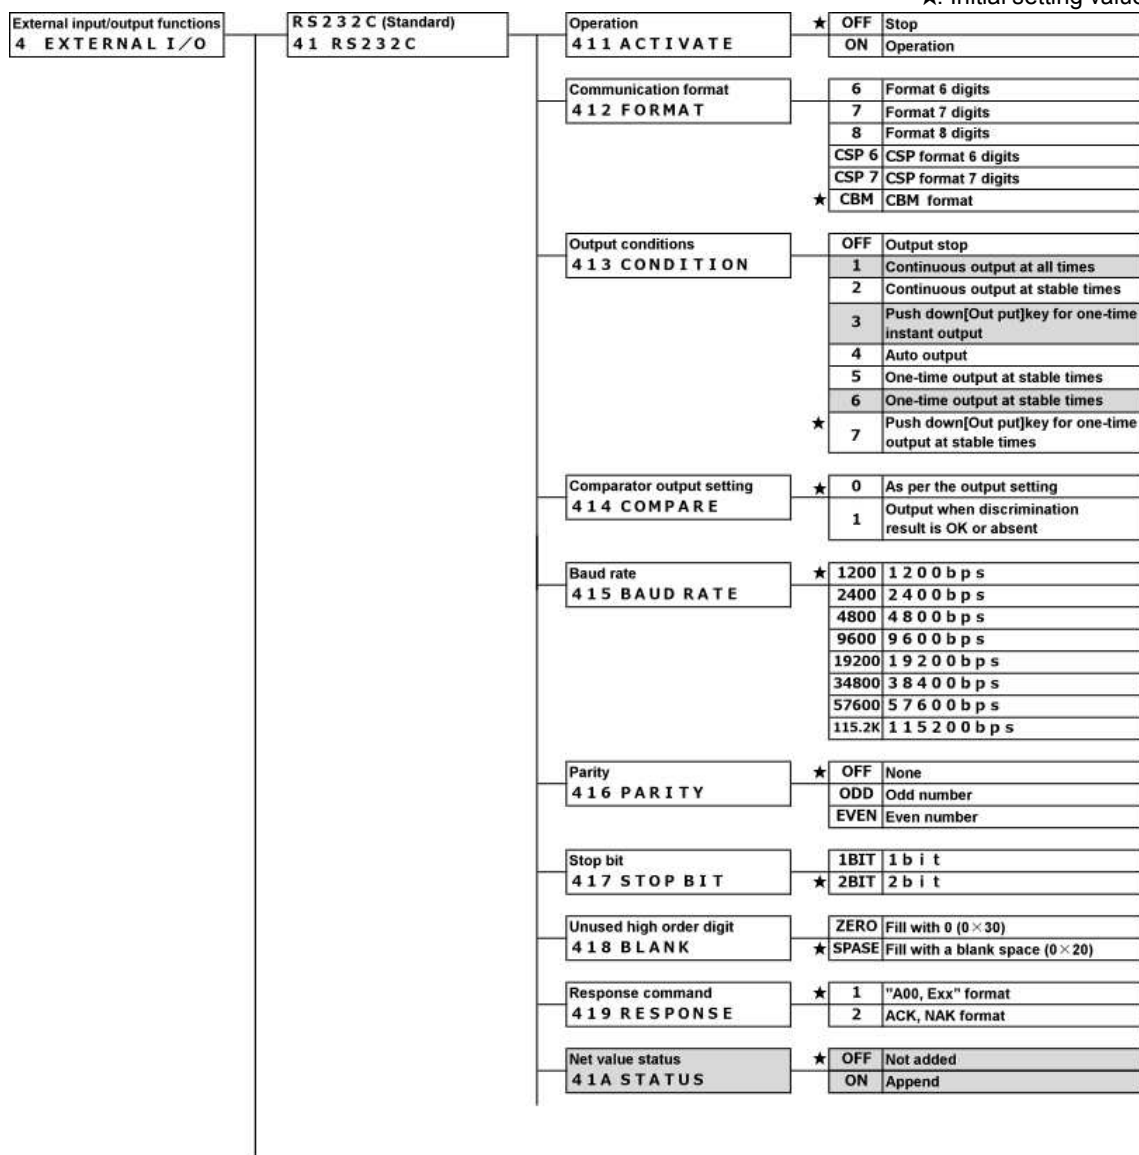 ★: Initial setting value
External input/output functions
4 EXTERNAL I/O
RS232C (Standard)
41 RS232C
Operation
411 ACTIVATE
★ OFF Stop
ON Operation
Communication format
412 FORMAT
6 Format 6 digits
7 Format 7 digits
8 Format 8 digits
CSP 6 CSP format 6 digits
CSP 7 CSP format 7 digits
★ CBM CBM format
Output conditions
413 CONDITION
OFF Output stop
1 Continuous output at all times
2 Continuous output at stable times
3 Push down[Out put]key for one-time
instant output
4 Auto output
5 One-time output at stable times
6 One-time output at stable times
★ 7 Push down[Out put]key for one-time
output at stable times
Comparator output setting
414 COMPARE
★ 0 As per the output setting
1 Output when discrimination
result is OK or absent
Baud rate
415 BAUD RATE
★ 1200 1200bps
2400 2400bps
4800 4800bps
9600 9600bps
19200 19200bps
34800 38400bps
57600 57600bps
115.2K 115200bps
Parity
416 PARITY
★ OFF None
ODD Odd number
EVEN Even number
Stop bit
417 STOP BIT
1BIT 1bit
★ 2BIT 2bit
Unused high order digit
418 BLANK
ZERO Fill with 0 (0×30)
★ SPASE Fill with a blank space (0×20)
Response command
419 RESPONSE
★ 1 "A00, Exx" format
2 ACK, NAK format
Net value status
41A STATUS
★ OFF Not added
ON Append